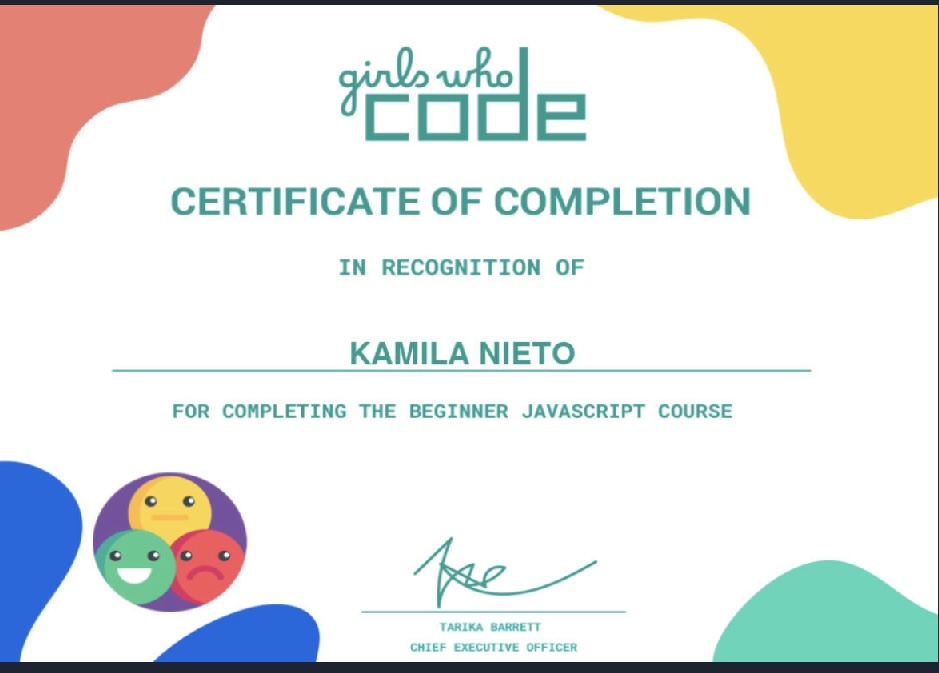 girls who
code
CERTIFICATE OF COMPLETION
IN RECOGNITION OF
KAMILA NIETO
FOR COMPLETING THE BEGINNER JAVASCRIPT COURSE
TARIKA BARRETT
CHIEF EXECUTIVE OFFICER